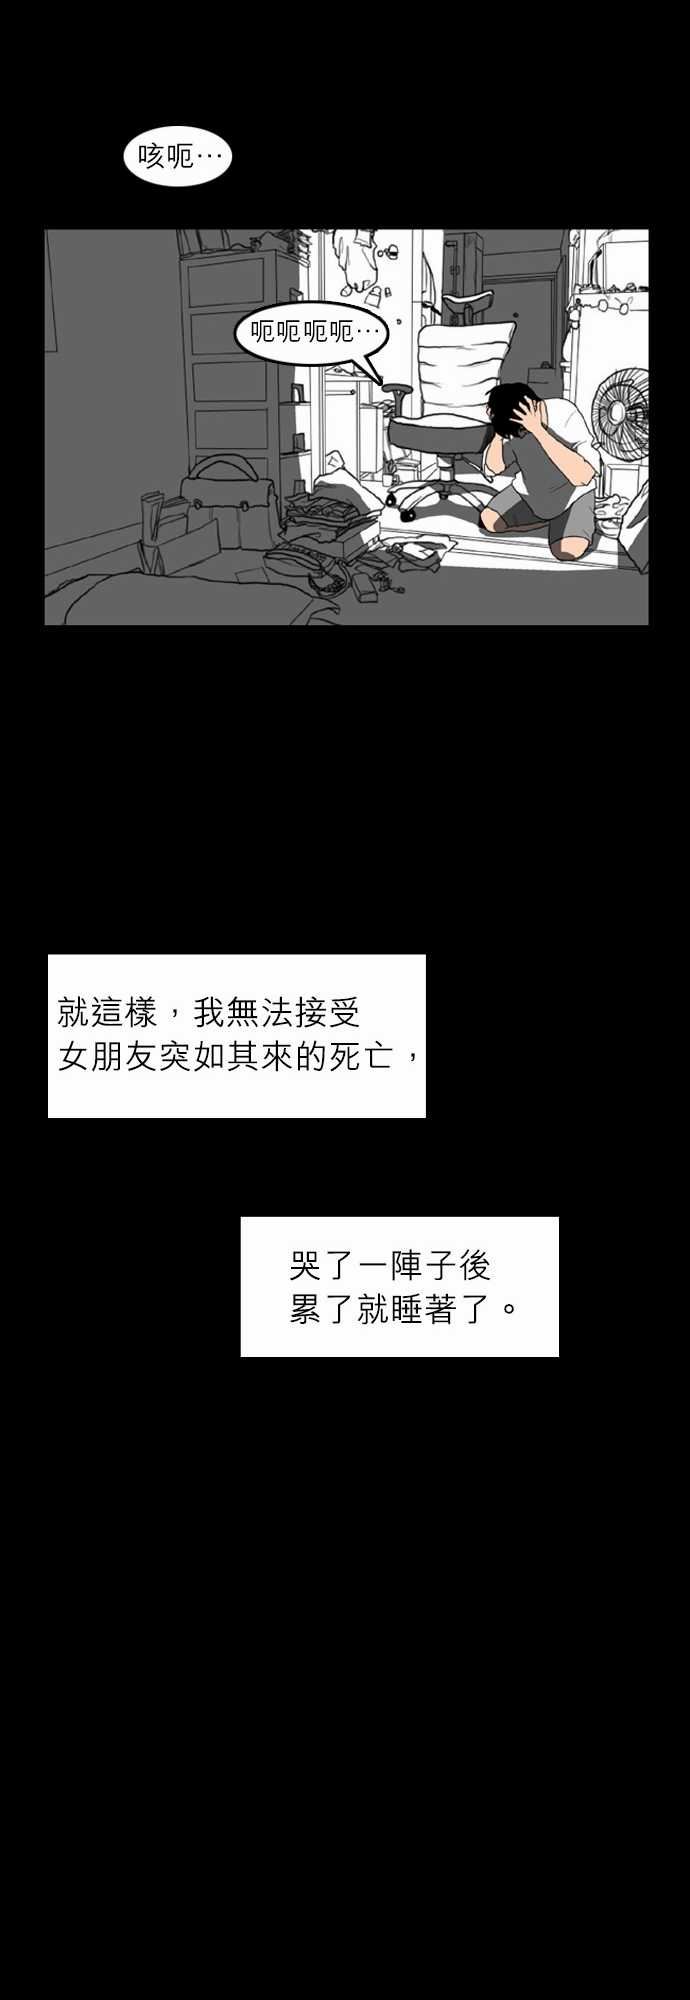 咳呃…
呃呃呃呃…
就這樣，我無法接受
女朋友突如其來的死亡，
哭了一陣子後
累了就睡著了。